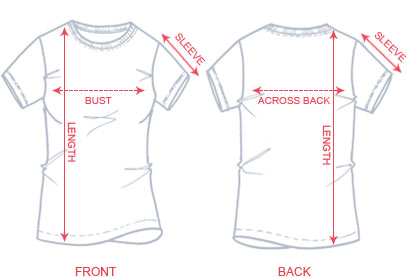 SLEEVE
BUST
LENGTH
FRONT
SLEEVE
ACROSS BACK
LENGTH
BACK